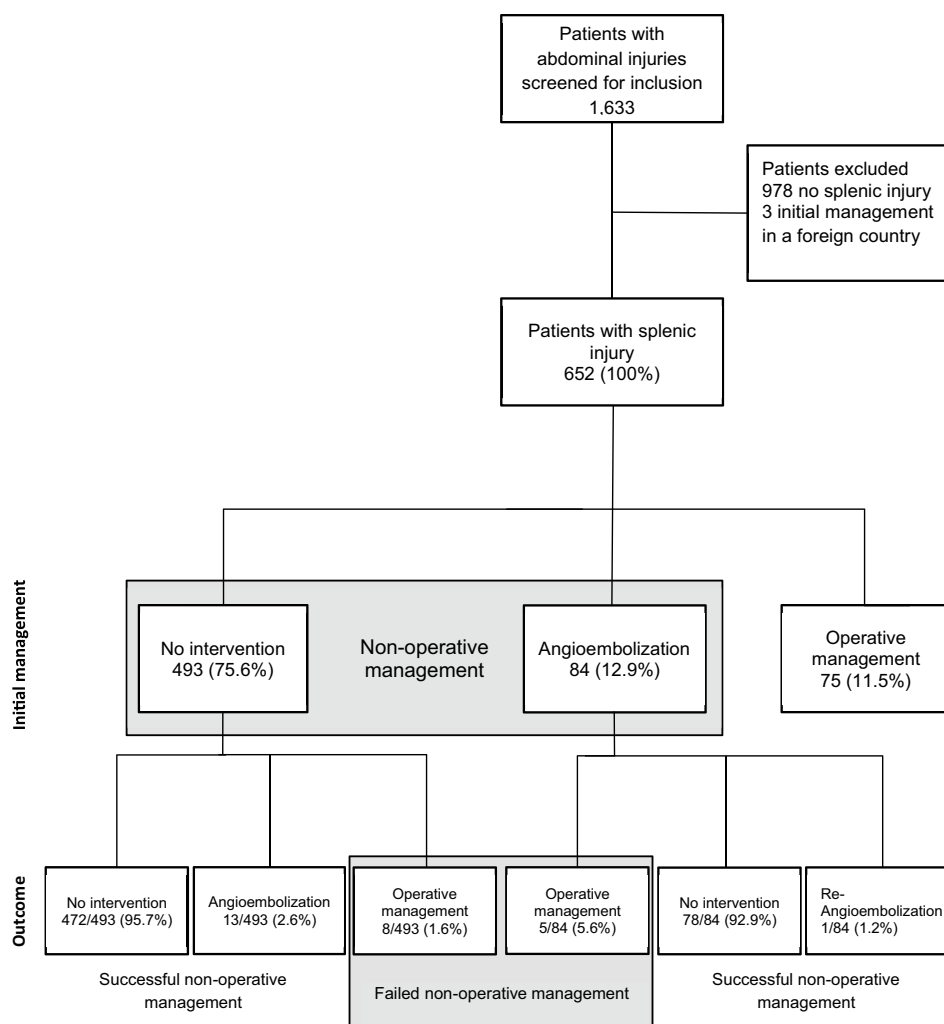 Patients with
abdominal injuries
screened for inclusion
1,633
Patients excluded
978 no splenic injury
3 initial management
in a foreign country
Patients with splenic
injury
652 (100%)
Initial management
No intervention
493 (75.6%)
Non-operative
management
Angioembolization
84 (12.9%)
Operative
management
75 (11.5%)
Outcome
No intervention
472/493 (95.7%)
Angioembolization
13/493 (2.6%)
Operative
management
8/493 (1.6%)
Operative
management
5/84 (5.6%)
No intervention
78/84 (92.9%)
Re-
Angioembolization
1/84 (1.2%)
Successful non-operative
management
Failed non-operative management
Successful non-operative
management